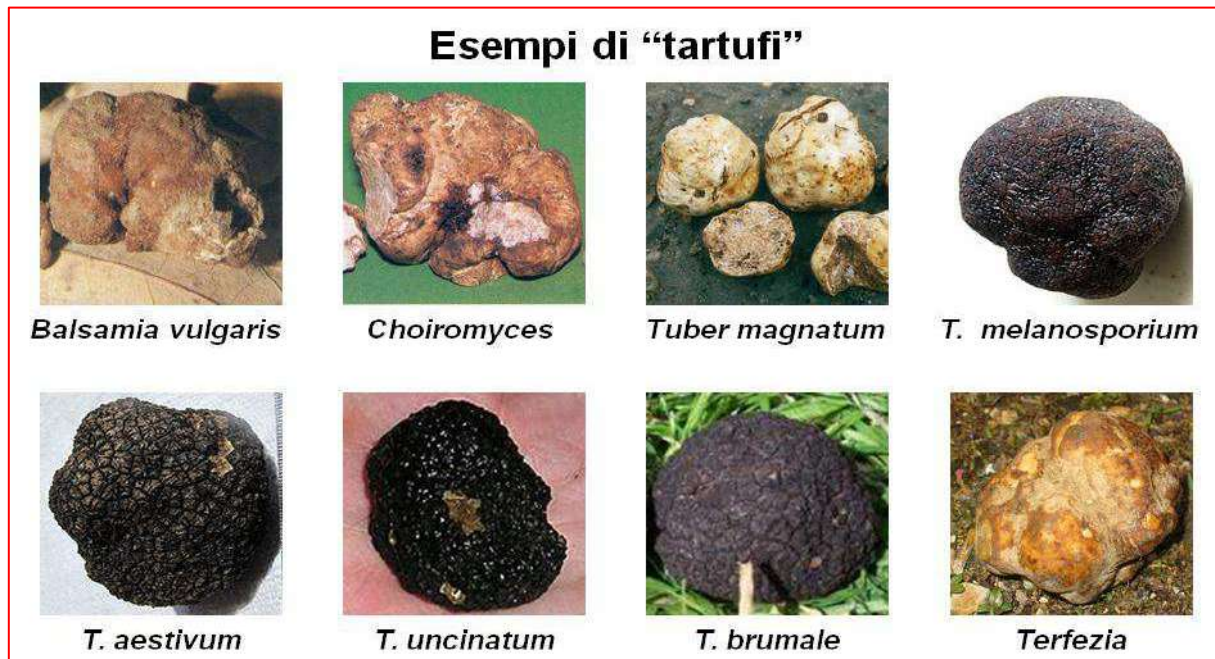 Esempi di “tartufi”
Balsamia vulgaris
Choiromyces
Tuber magnatum
T. melanosporium
T. aestivum
T. uncinatum
T. brumale
Terfezia